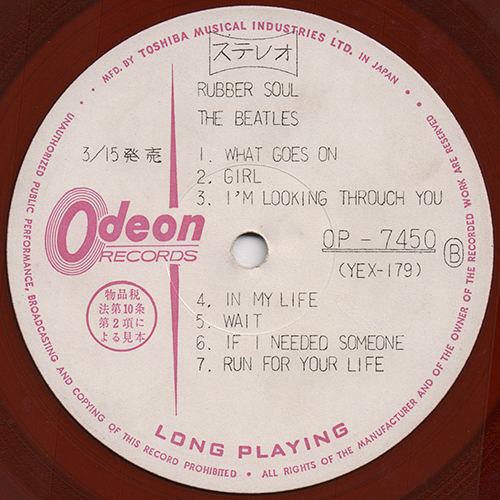 • MFD. BY TOSHIBA MUSICAL INDUSTRIES LTD. IN JAPAN •
ステレオ
RUBBER SOUL
THE BEATLES
3/15 発売
1. WHAT GOES ON
2. GIRL
3. I'M LOOKING THROUCH YOU
Odeon
RECORDS
OP-7450 Ⓑ
(YEX-179)
物品税
法第10条
第2項に
よる見本
4. IN MY LIFE
5. WAIT
6. IF I NEEDED SOMEONE
7. RUN FOR YOUR LIFE
LONG PLAYING
UNAUTHORIZED PUBLIC PERFORMANCE, BROADCASTING AND COPYING OF THIS RECORD PROHIBITED • ALL RIGHTS OF THE MANUFACTURER AND OF THE OWNER OF THE RECORDED WORK ARE RESERVED